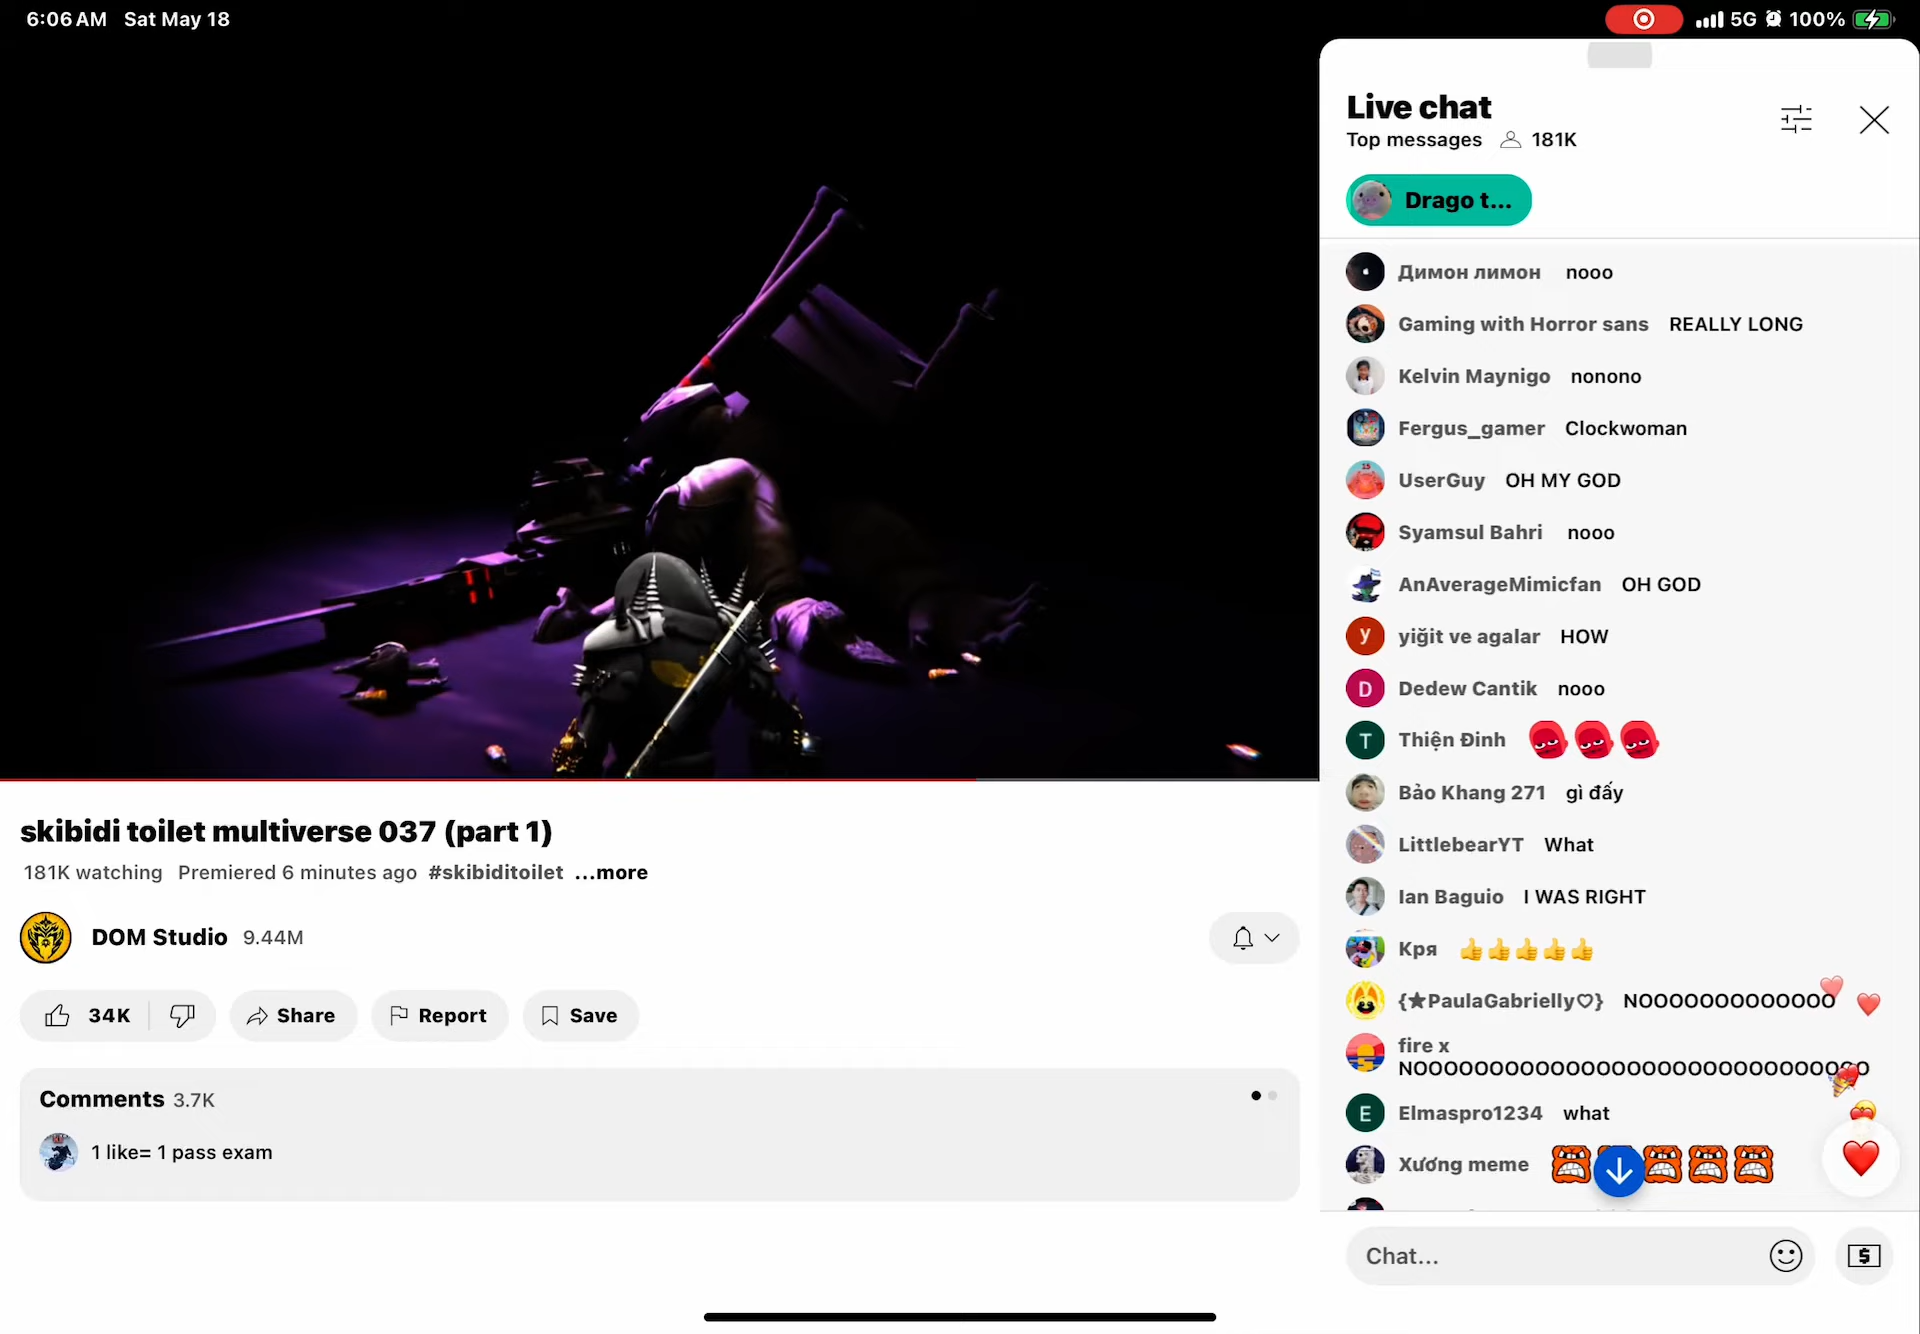 6:06 AM Sat May 18
5G 100%
Live chat
Top messages 181K
Drago t...
Димон лимон nooo
Gaming with Horror sans REALLY LONG
Kelvin Maynigo nonono
Fergus_gamer Clockwoman
UserGuy OH MY GOD
Syamsul Bahri nooo
AnAverageMimicfan OH GOD
y yiğit ve agalar HOW
D Dedew Cantik nooo
T Thiện Đinh
Bảo Khang 271 gì đấy
LittlebearYT What
Ian Baguio I WAS RIGHT
Кря 👍👍👍👍👍
{★PaulaGabrielly♡} NOOOOOOOOOOOOO
fire x
E Elmaspro1234 what
Xương meme
Chat...
skibidi toilet multiverse 037 (part 1)
181K watching Premiered 6 minutes ago #skibiditoilet ...more
DOM Studio 9.44M
34K Share Report Save
Comments 3.7K
1 like= 1 pass exam